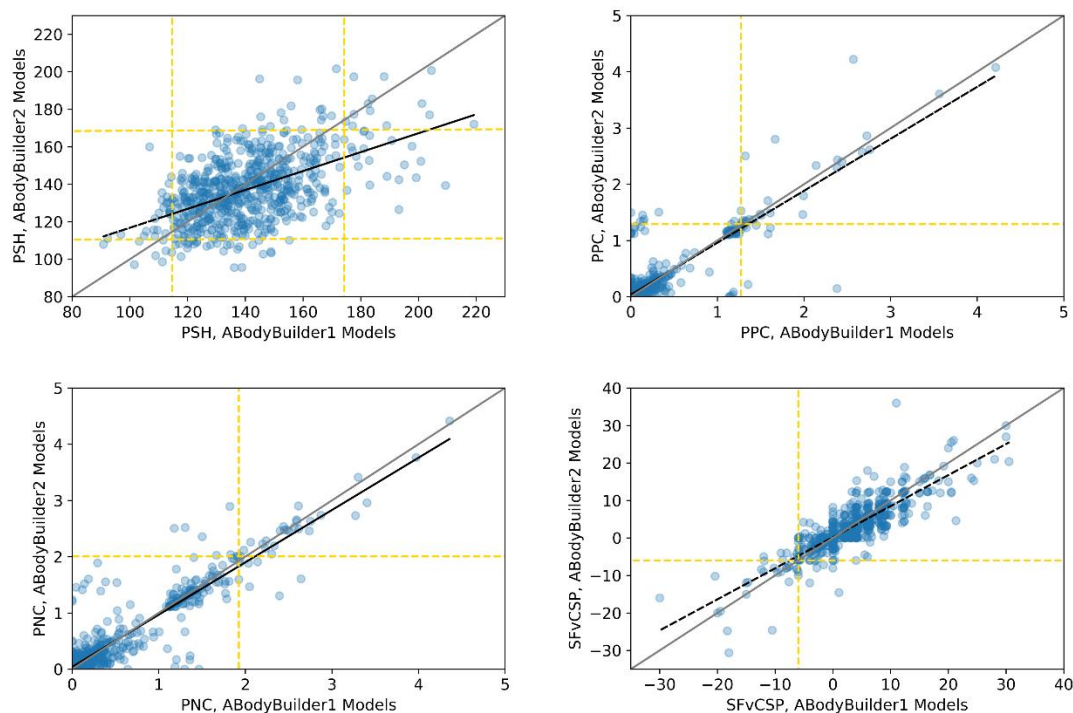 220
200
180
160
140
120
100
80
PSH, ABodyBuilder2 Models
80 100 120 140 160 180 200 220
PSH, ABodyBuilder1 Models
5
4
3
2
1
0
PPC, ABodyBuilder2 Models
0 1 2 3 4 5
PPC, ABodyBuilder1 Models
5
4
3
2
1
0
PNC, ABodyBuilder2 Models
0 1 2 3 4 5
PNC, ABodyBuilder1 Models
40
30
20
10
0
−10
−20
−30
SFvCSP, ABodyBuilder2 Models
−30 −20 −10 0 10 20 30 40
SFvCSP, ABodyBuilder1 Models